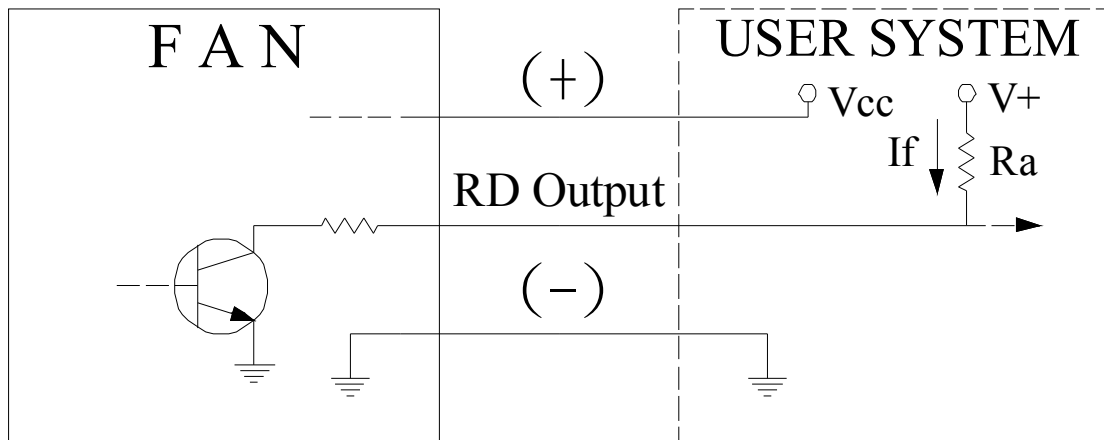 F A N
USER SYSTEM
(+)
Vcc
V+
If
Ra
RD Output
(-)